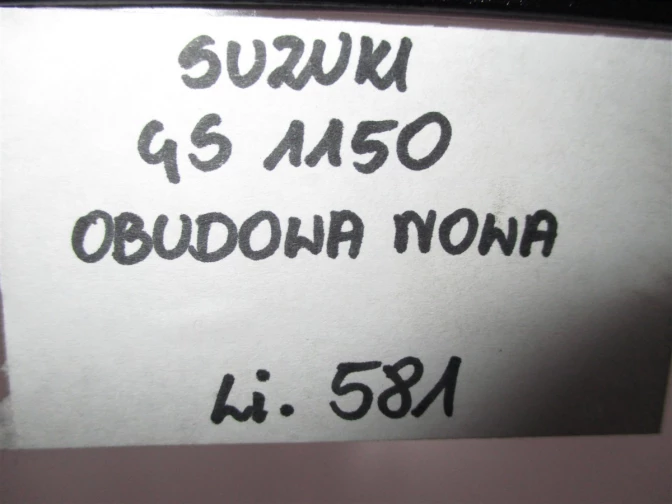 SUZUKI
GS 1150
OBUDOWA NOWA
Li. 581